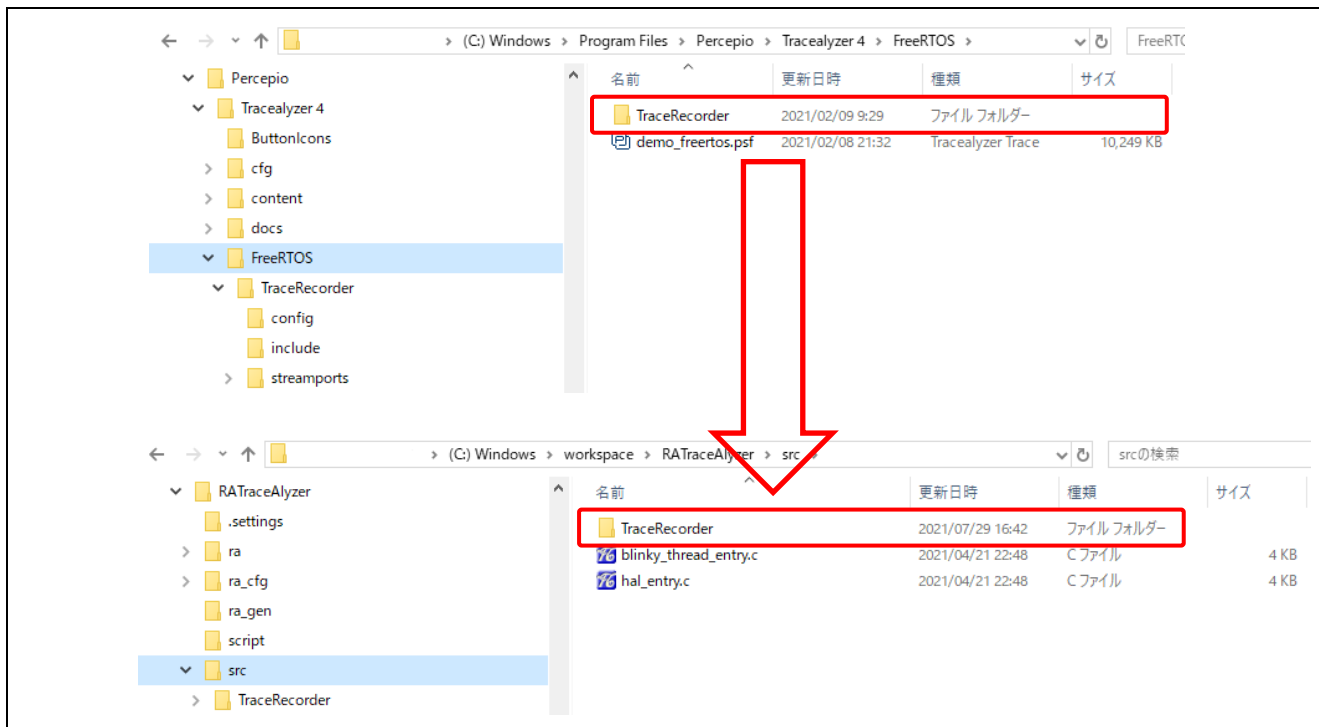 (C:) Windows > Program Files > Percepio > Tracealyzer 4 > FreeRTOS >
FreeRTO
Percepio
Tracealyzer 4
ButtonIcons
cfg
content
docs
FreeRTOS
TraceRecorder
config
include
streamports
名前 更新日時 種類 サイズ
TraceRecorder 2021/02/09 9:29 ファイル フォルダー
demo_freertos.psf 2021/02/08 21:32 Tracealyzer Trace 10,249 KB
(C:) Windows > workspace > RATraceAlyzer > src >
srcの検索
RATraceAlyzer
.settings
ra
ra_cfg
ra_gen
script
src
TraceRecorder
名前 更新日時 種類 サイズ
TraceRecorder 2021/07/29 16:42 ファイル フォルダー
blinky_thread_entry.c 2021/04/21 22:48 C ファイル 4 KB
hal_entry.c 2021/04/21 22:48 C ファイル 4 KB